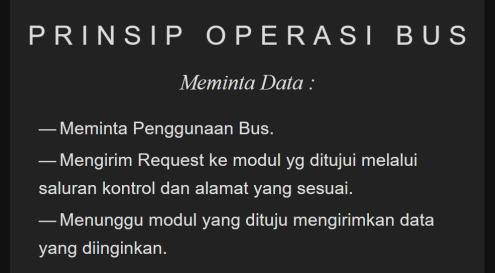 PRINSIP OPERASI BUS
Meminta Data :
— Meminta Penggunaan Bus.
— Mengirim Request ke modul yg ditujui melalui
saluran kontrol dan alamat yang sesuai.
— Menunggu modul yang dituju mengirimkan data
yang diinginkan.